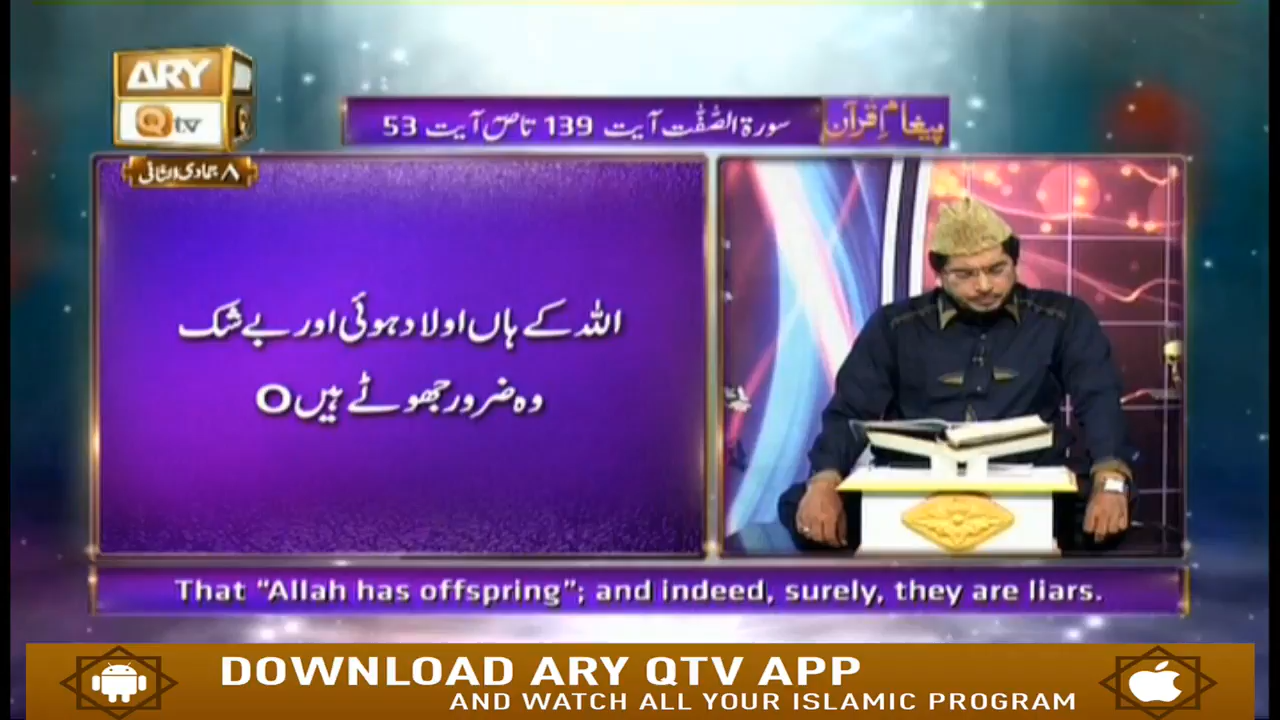 ARY
Qtv
پیغامِ قرآن
سورۃ الصّٰفّٰت آیت 139 تا صٓ آیت 53
۸ جمادی الثانی
اللہ کے ہاں اولاد ہوئی اور بے شک
وہ ضرور جھوٹے ہیںO
That “Allah has offspring”; and indeed, surely, they are liars.
DOWNLOAD ARY QTV APP
AND WATCH ALL YOUR ISLAMIC PROGRAM